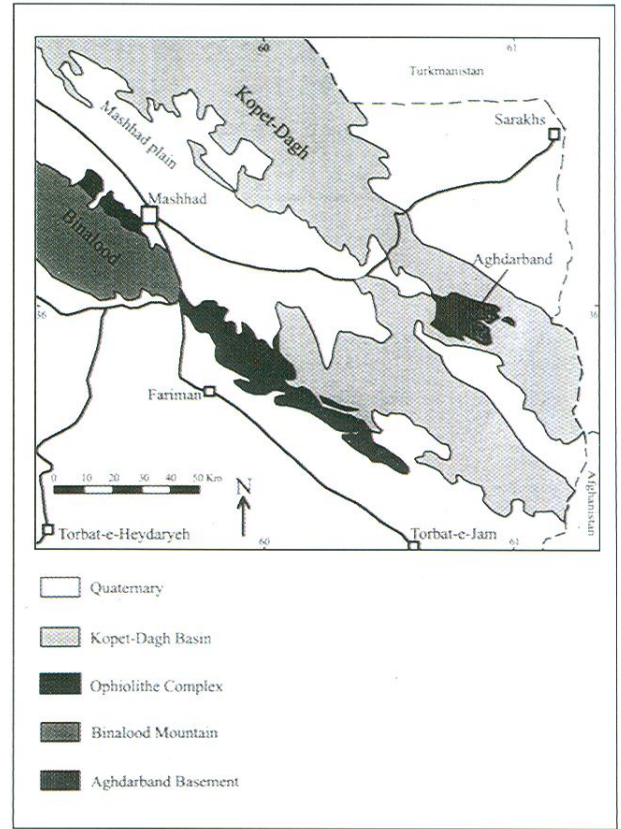 60
61
Turkmanistan
Kopet-Dagh
Sarakhs
Mashhad plain
Mashhad
Binalood
Aghdarband
36
36
Fariman
0 10 20 30 40 50 Km
N
Afghanistan
Torbat-e-Heydaryeh
Torbat-e-Jam
60
61
Quaternary
Kopet-Dagh Basin
Ophiolithe Complex
Binalood Mountain
Aghdarband Basement